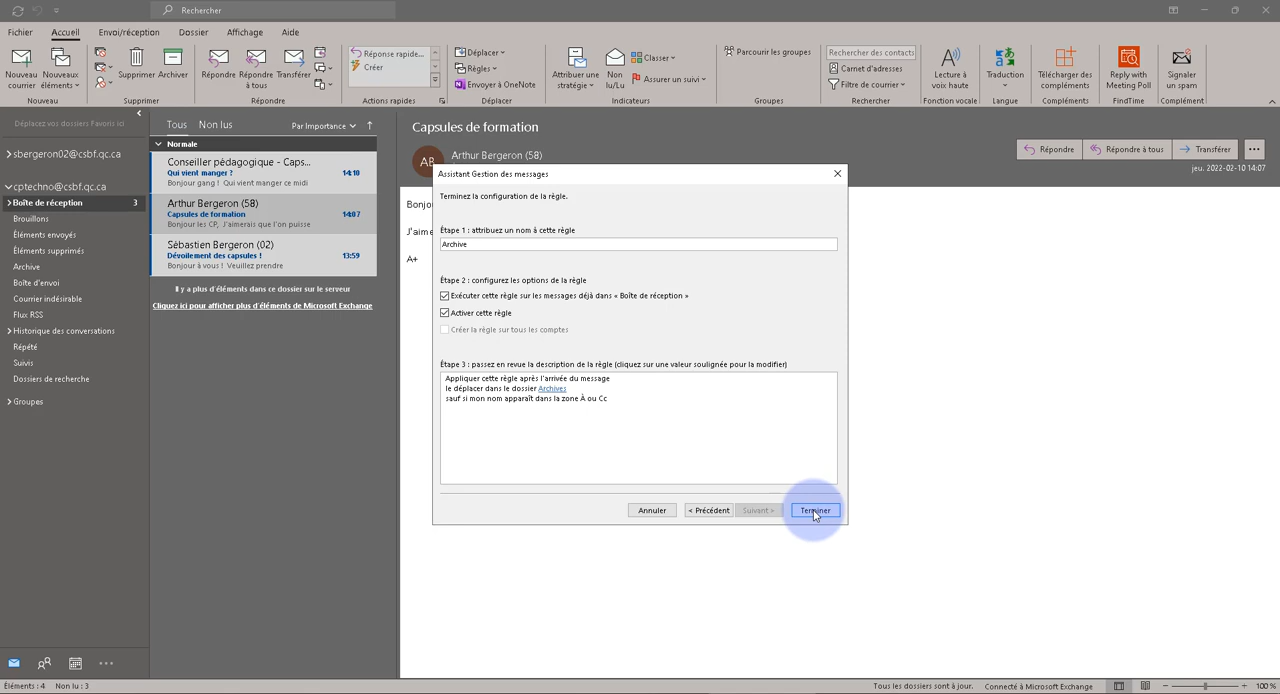 Rechercher
Fichier Accueil Envoi/réception Dossier Affichage Aide
Nouveau courrier
Nouveaux éléments
Supprimer Archiver
Répondre Répondre à tous Transférer
Réponse rapide...
Créer
Déplacer
Règles
Envoyer à OneNote
Attribuer une stratégie
Non lu/Lu
Classer
Assurer un suivi
Parcourir les groupes
Rechercher des contacts
Carnet d'adresses
Filtre de courrier
Lecture à voix haute
Traduction
Télécharger des compléments
Reply with Meeting Poll
Signaler un spam
Nouveau Supprimer Répondre Actions rapides Déplacer Indicateurs Groupes Rechercher Fonction vocale Langue Compléments FindTime Complément
Déplacez vos dossiers Favoris ici
sbergeron02@csbf.qc.ca
cptechno@csbf.qc.ca
Boîte de réception 3
Brouillons
Éléments envoyés
Éléments supprimés
Archive
Boîte d'envoi
Courrier indésirable
Flux RSS
Historique des conversations
Répété
Suivis
Dossiers de recherche
Groupes
Tous Non lus Par Importance
Normale
Conseiller pédagogique - Caps...
Qui vient manger ? 14:10
Bonjour gang ! Qui vient manger ce midi
Arthur Bergeron (58)
Capsules de formation 14:07
Bonjour les CP, J'aimerais que l'on puisse
Sébastien Bergeron (02)
Dévoilement des capsules ! 13:59
Bonjour à vous ! Veuillez prendre
Il y a plus d'éléments dans ce dossier sur le serveur
Cliquez ici pour afficher plus d'éléments de Microsoft Exchange
Capsules de formation
AB
Arthur Bergeron (58)
Répondre Répondre à tous Transférer
jeu. 2022-02-10 14:07
Bonjo
J'aime
A+
Assistant Gestion des messages
Terminez la configuration de la règle.
Étape 1 : attribuez un nom à cette règle
Archive
Étape 2 : configurez les options de la règle
Exécuter cette règle sur les messages déjà dans « Boîte de réception »
Activer cette règle
Créer la règle sur tous les comptes
Étape 3 : passez en revue la description de la règle (cliquez sur une valeur soulignée pour la modifier)
Appliquer cette règle après l'arrivée du message
le déplacer dans le dossier Archives
sauf si mon nom apparaît dans la zone À ou Cc
Annuler < Précédent Suivant > Terminer
Éléments : 4 Non lu : 3
Tous les dossiers sont à jour. Connecté à Microsoft Exchange 100 %